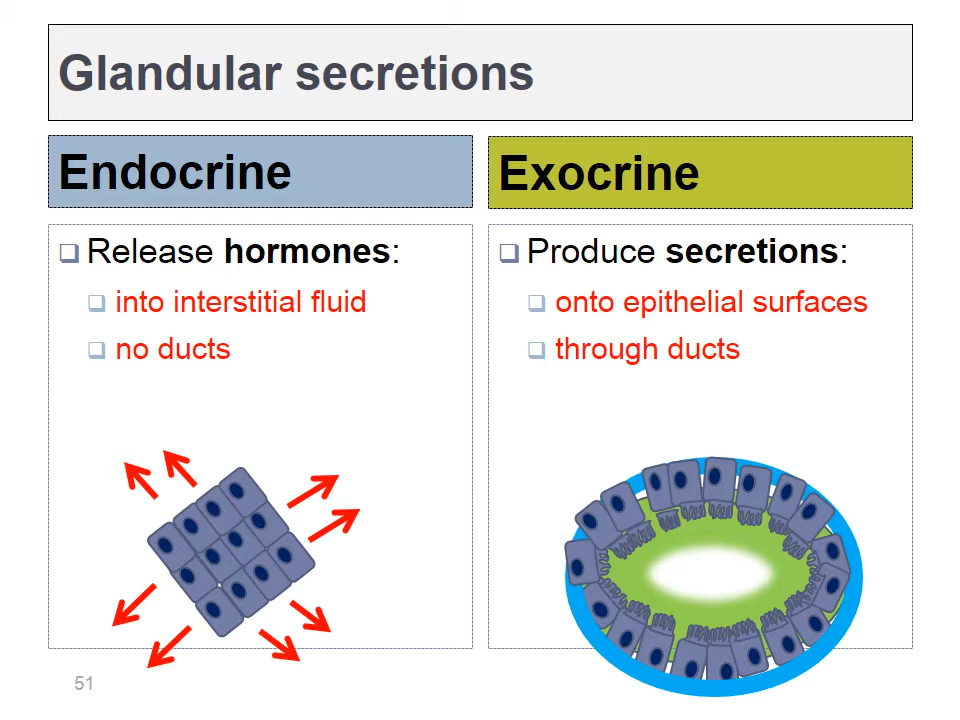 Glandular secretions
Endocrine
Release hormones:
into interstitial fluid
no ducts
Exocrine
Produce secretions:
onto epithelial surfaces
through ducts
51